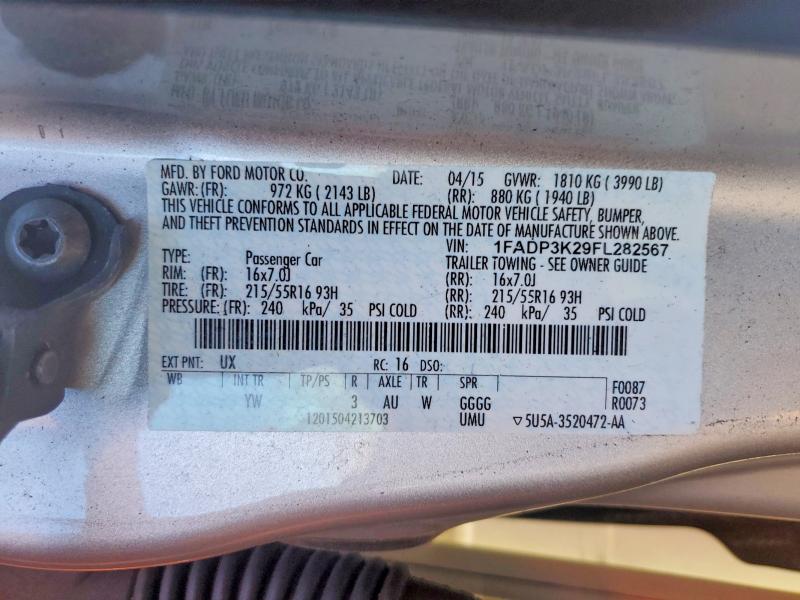 MFD. BY FORD MOTOR CO. DATE: 04/15 GVWR: 1810 KG ( 3990 LB)
GAWR: (FR): 972 KG ( 2143 LB) (RR): 880 KG ( 1940 LB)
THIS VEHICLE CONFORMS TO ALL APPLICABLE FEDERAL MOTOR VEHICLE SAFETY, BUMPER,
AND THEFT PREVENTION STANDARDS IN EFFECT ON THE DATE OF MANUFACTURE SHOWN ABOVE.
VIN: 1FADP3K29FL282567
TYPE: Passenger Car TRAILER TOWING - SEE OWNER GUIDE
RIM: (FR): 16x7.0J (RR): 16x7.0J
TIRE: (FR): 215/55R16 93H (RR): 215/55R16 93H
PRESSURE: (FR): 240 kPa/ 35 PSI COLD (RR): 240 kPa/ 35 PSI COLD
EXT PNT: UX RC: 16 DSO:
WB INT TR TP/PS R AXLE TR SPR F0087
YW 3 AU W GGGG R0073
1201504213703 UMU ▽5U5A-3520472-AA